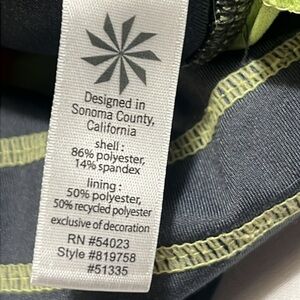 Designed in
Sonoma County,
California
shell :
86% polyester,
14% spandex
lining :
50% polyester,
50% recycled polyester
exclusive of decoration
RN #54023
Style #819758
#51335